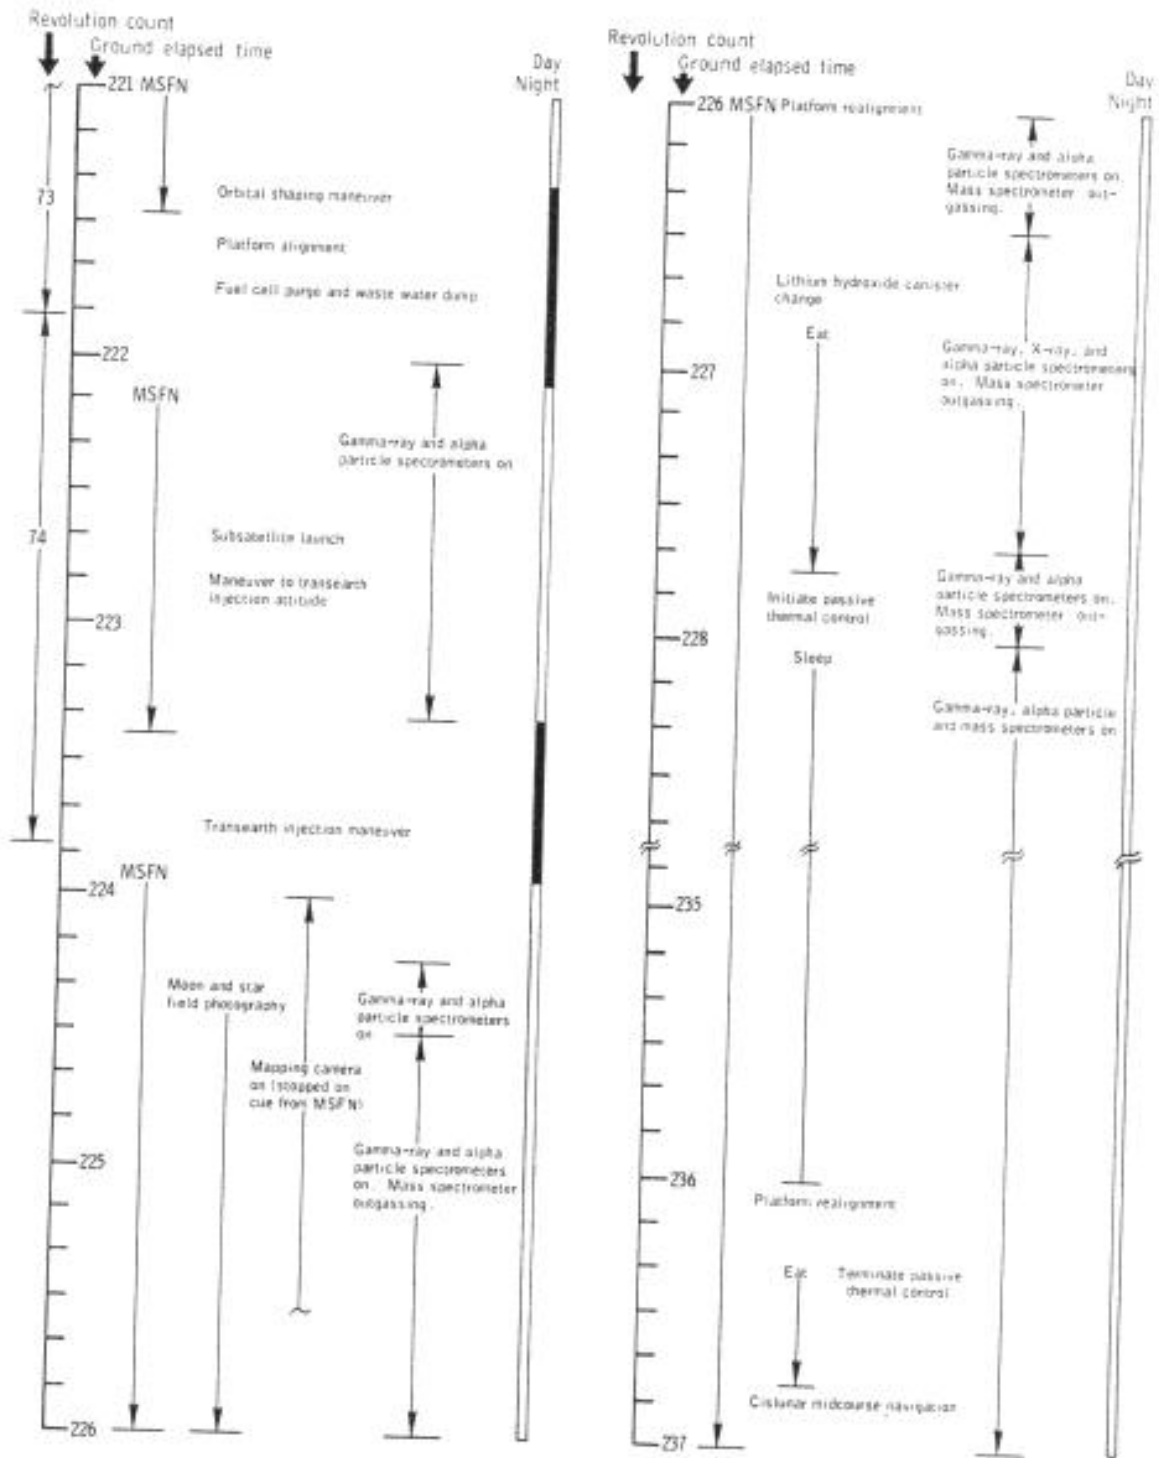 Revolution count
Ground elapsed time
Day
Night
221 MSFN
73
Orbital shaping maneuver
Platform alignment
Fuel cell purge and waste water dump
222
MSFN
Gamma-ray and alpha
particle spectrometers on
74
Subsatellite launch
Maneuver to transearth
injection attitude
223
Transearth injection maneuver
MSFN
224
Moon and star
field photography
Gamma-ray and alpha
particle spectrometers
on
Mapping camera
on (stopped on
cue from MSFN)
Gamma-ray and alpha
particle spectrometers
on. Mass spectrometer
outgassing.
225
226
Revolution count
Ground elapsed time
Day
Night
226 MSFN Platform realignment
Gamma-ray and alpha
particle spectrometers on.
Mass spectrometer out-
gassing.
Lithium hydroxide canister
change
Eat
Gamma-ray, X-ray, and
alpha particle spectrometers
on. Mass spectrometer
outgassing.
227
Gamma-ray and alpha
particle spectrometers on.
Mass spectrometer out-
gassing.
Initiate passive
thermal control
228
Sleep
Gamma-ray, alpha particle
and mass spectrometers on
235
236
Platform realignment
Eat
Terminate passive
thermal control
Cislunar midcourse navigation
237